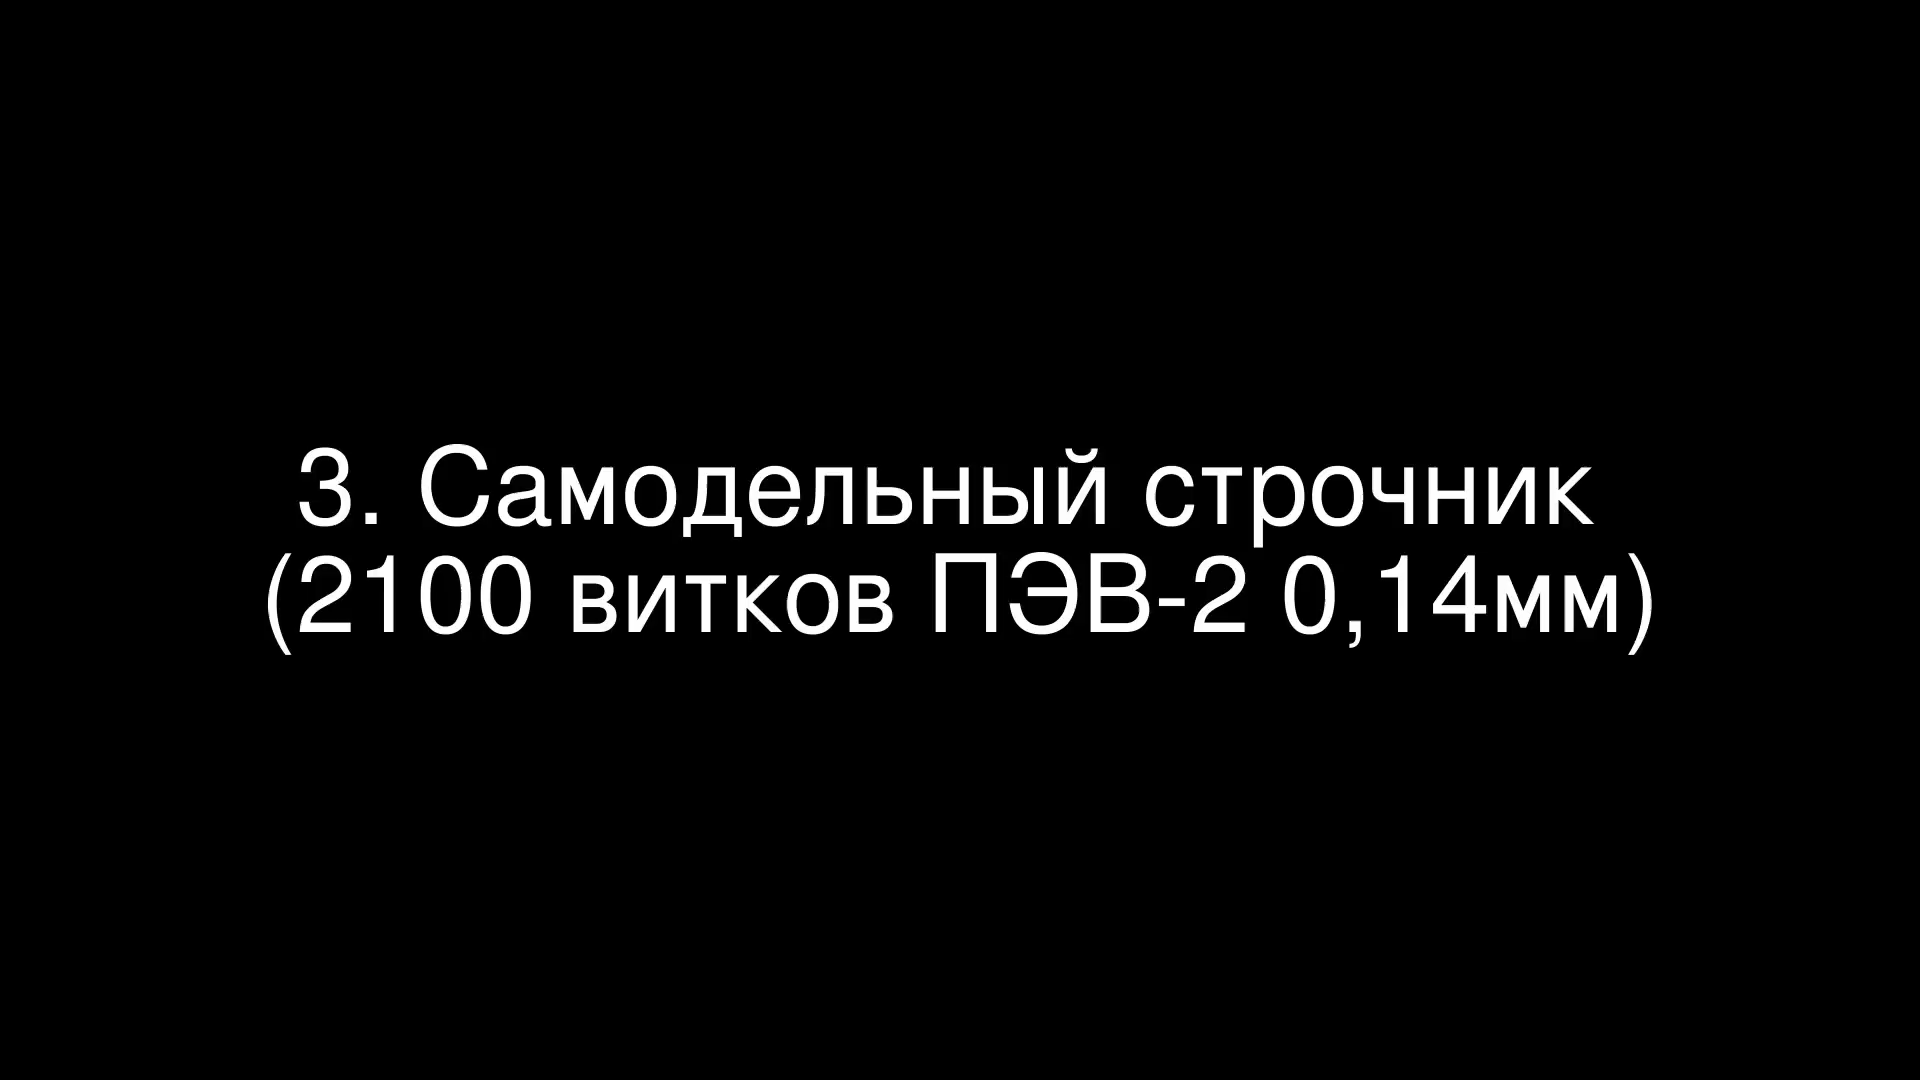 3. Самодельный строчник
(2100 витков ПЭВ-2 0,14мм)